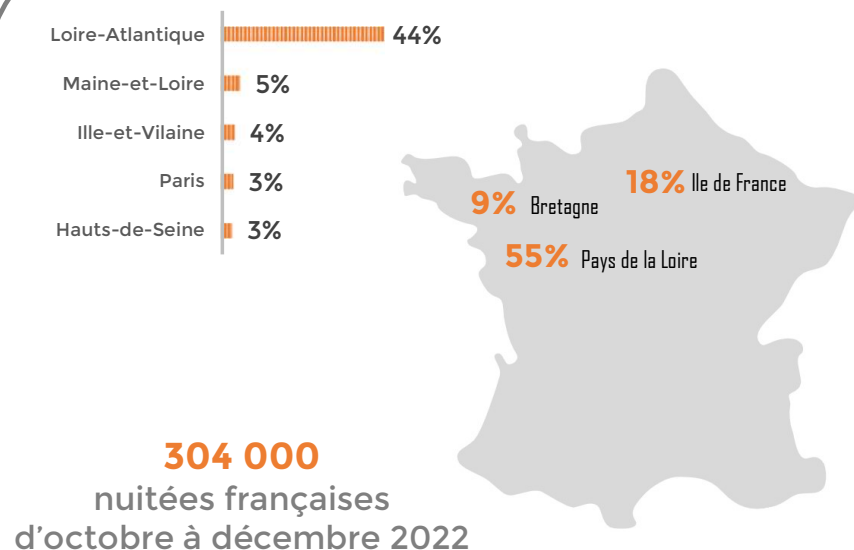 Loire-Atlantique 44%
Maine-et-Loire 5%
Ille-et-Vilaine 4%
Paris 3%
Hauts-de-Seine 3%
18% Ile de France
9% Bretagne
55% Pays de la Loire
304 000
nuitées françaises
d’octobre à décembre 2022